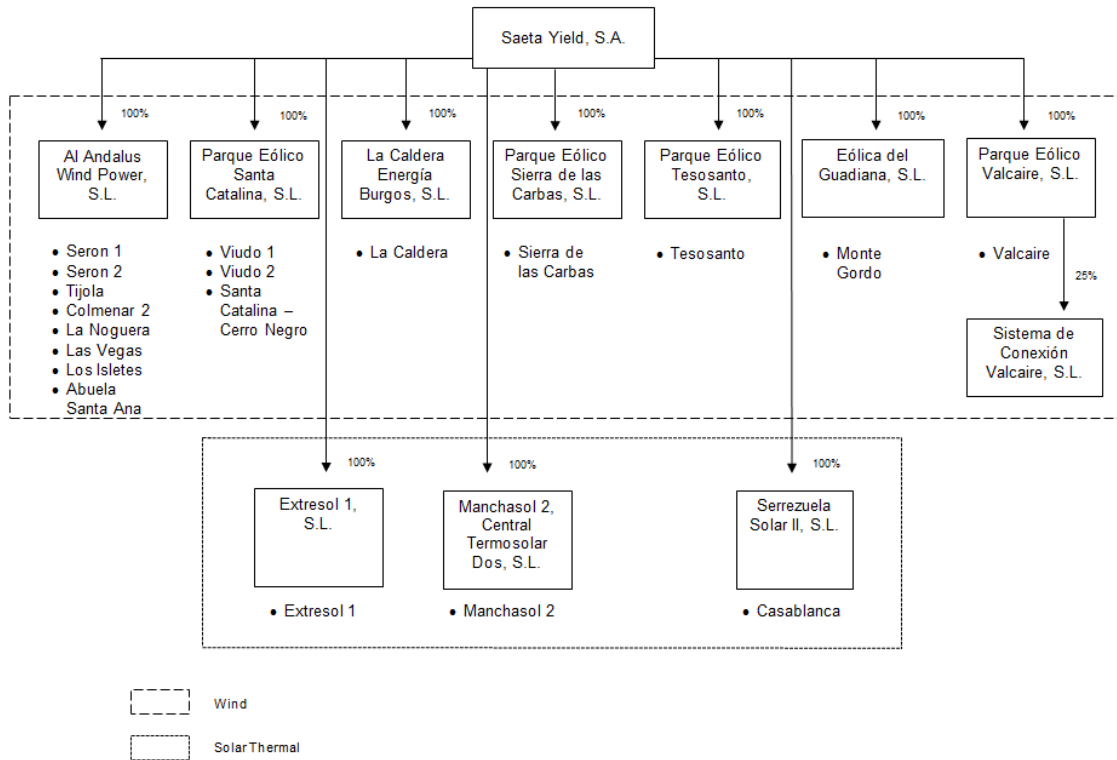 Saeta Yield, S.A.
100%
100%
100%
100%
100%
100%
100%
Al Andalus
Wind Power,
S.L.
Parque Eólico
Santa
Catalina, S.L.
La Caldera
Energía
Burgos, S.L.
Parque Eólico
Sierra de las
Carbas, S.L.
Parque Eólico
Tesosanto,
S.L.
Eólica del
Guadiana, S.L.
Parque Eólico
Valcaire, S.L.
• Seron 1
• Seron 2
• Tijola
• Colmenar 2
• La Noguera
• Las Vegas
• Los Isletes
• Abuela
Santa Ana
• Viudo 1
• Viudo 2
• Santa
Catalina –
Cerro Negro
• La Caldera
• Sierra de
las Carbas
• Tesosanto
• Monte
Gordo
• Valcaire
25%
Sistema de
Conexión
Valcaire, S.L.
100%
100%
100%
Extresol 1,
S.L.
Manchasol 2,
Central
Termosolar
Dos, S.L.
Serrezuela
Solar II, S.L.
• Extresol 1
• Manchasol 2
• Casablanca
Wind
Solar Thermal